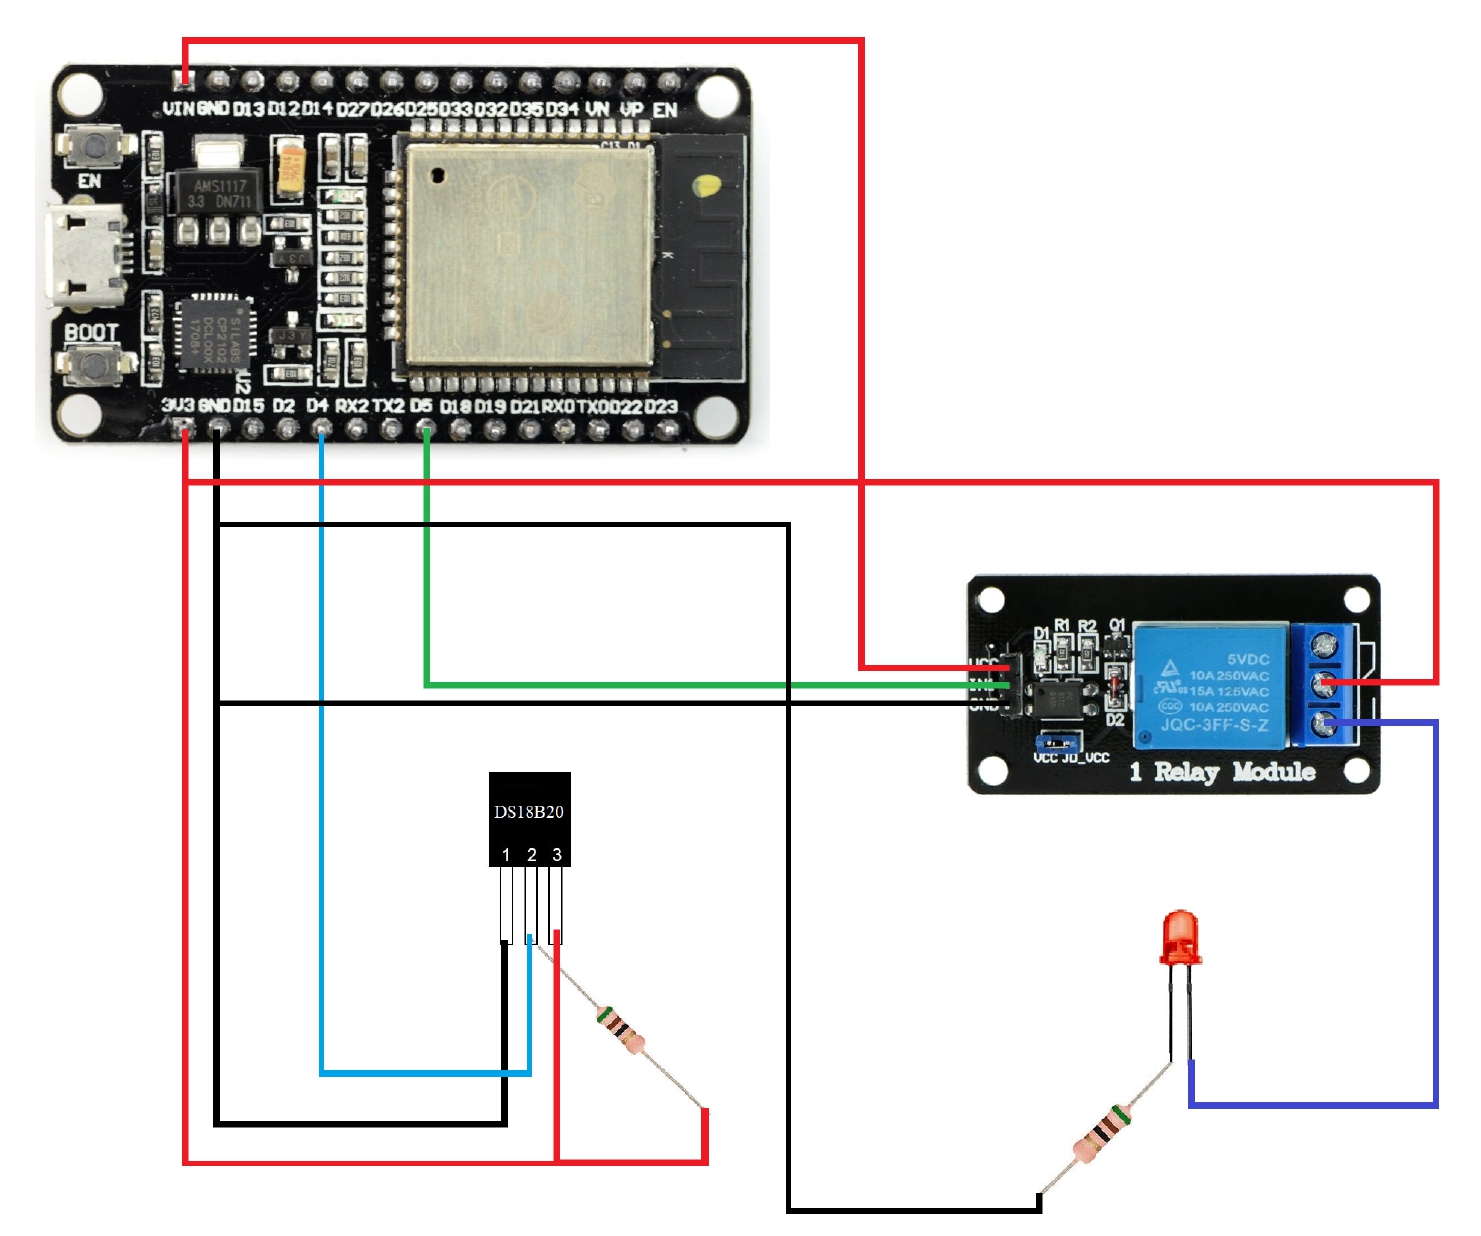 VIN GND D13 D12 D14 D27 D26 D25 D33 D32 D35 D34 VN VP EN
EN
AMS1117
3.3 DN711
BOOT
SILABS
CP2102
DCL00X
1708+
U2
3V3 GND D15 D2 D4 RX2 TX2 D5 D18 D19 D21 RX0 TX0 D22 D23
D1 R1 R2 Q1
VCC
GND
D2
VCC JD_VCC
5VDC
10A 250VAC
15A 125VAC
10A 250VAC
JQC-3FF-S-Z
1 Relay Module
DS18B20
1 2 3